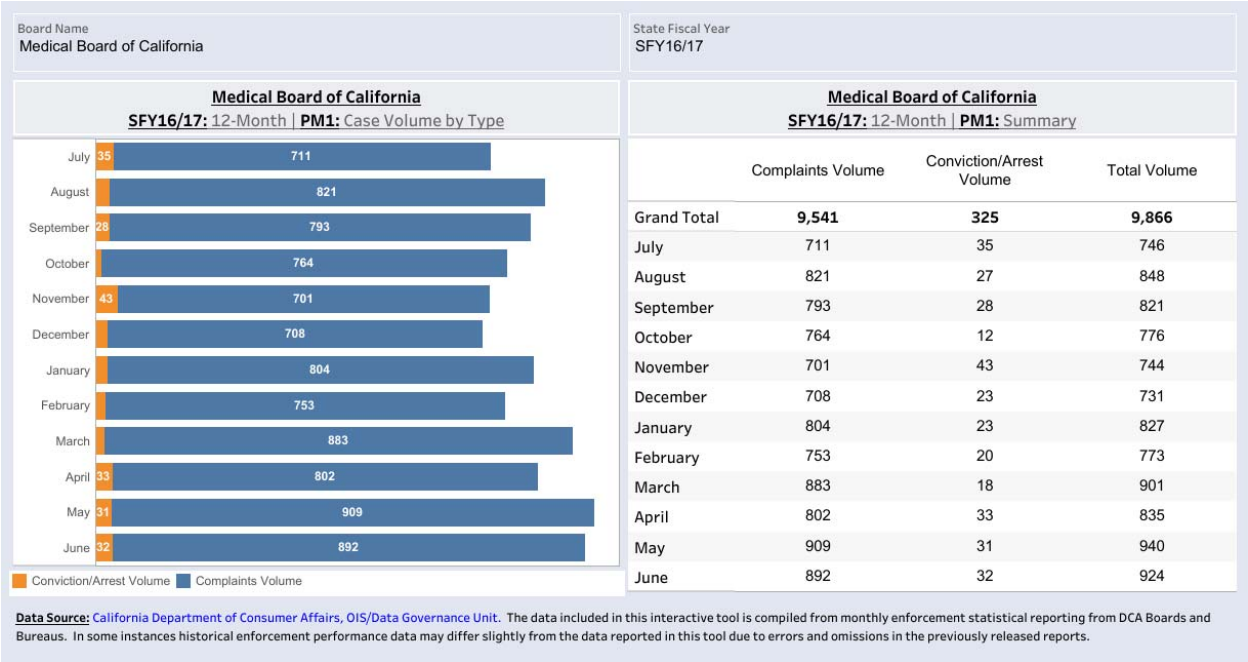 Board Name
Medical Board of California
State Fiscal Year
SFY16/17
Medical Board of California
SFY16/17: 12-Month | PM1: Case Volume by Type
July 35 711
August 821
September 28 793
October 764
November 43 701
December 708
January 804
February 753
March 883
April 33 802
May 31 909
June 32 892
Conviction/Arrest Volume Complaints Volume
Medical Board of California
SFY16/17: 12-Month | PM1: Summary
Complaints Volume Conviction/Arrest Volume Total Volume
Grand Total 9,541 325 9,866
July 711 35 746
August 821 27 848
September 793 28 821
October 764 12 776
November 701 43 744
December 708 23 731
January 804 23 827
February 753 20 773
March 883 18 901
April 802 33 835
May 909 31 940
June 892 32 924
Data Source: California Department of Consumer Affairs, OIS/Data Governance Unit. The data included in this interactive tool is compiled from monthly enforcement statistical reporting from DCA Boards and
Bureaus. In some instances historical enforcement performance data may differ slightly from the data reported in this tool due to errors and omissions in the previously released reports.